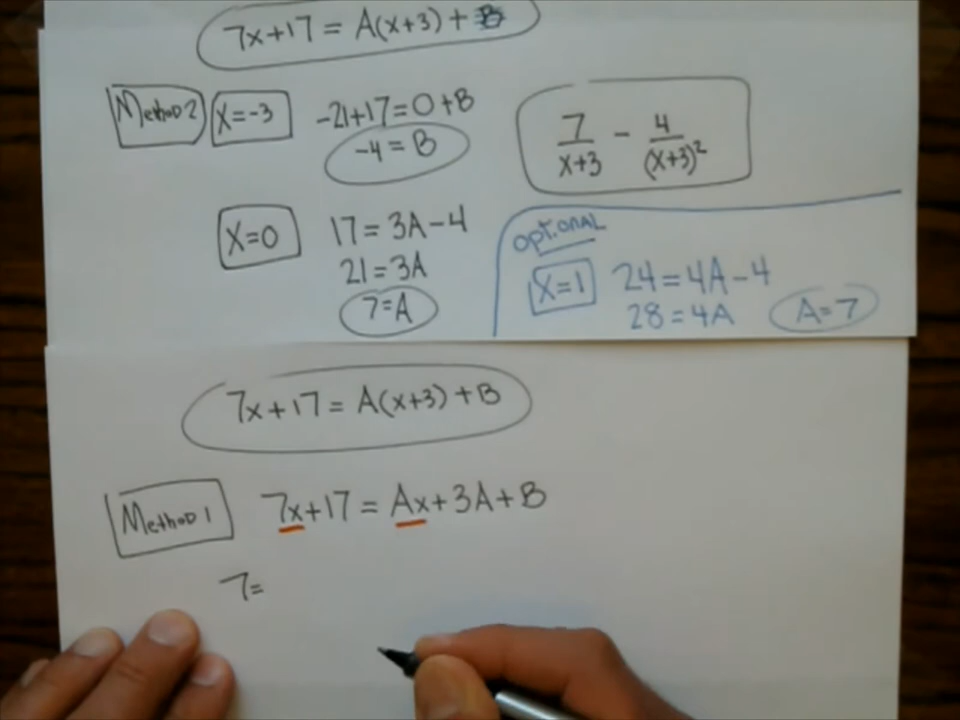 7x+17 = A(x+3) + B
Method 2
X=-3
-21+17=0+B
-4=B
7/(x+3) - 4/(x+3)²
X=0
17=3A-4
21=3A
7=A
OPTIONAL
X=1
24=4A-4
28=4A
A=7
7x+17=A(x+3)+B
Method 1
7x+17=Ax+3A+B
7=